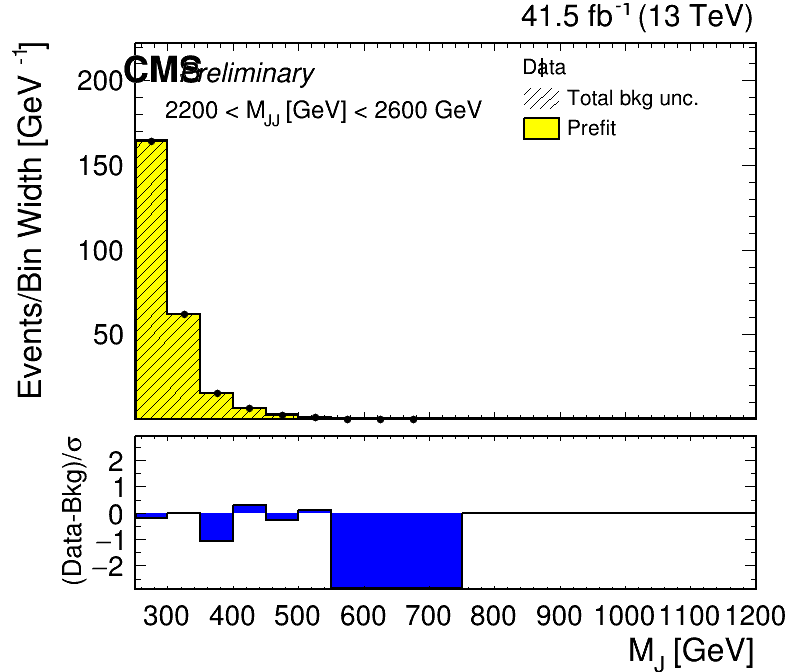 41.5 fb-1 (13 TeV)
CMS Preliminary
2200 < MJJ [GeV] < 2600 GeV
Data
Total bkg unc.
Prefit
Events/Bin Width [GeV-1]
200
150
100
50
(Data-Bkg)/σ
2
1
0
−1
−2
300 400 500 600 700 800 900 1000 1100 1200
MJ [GeV]